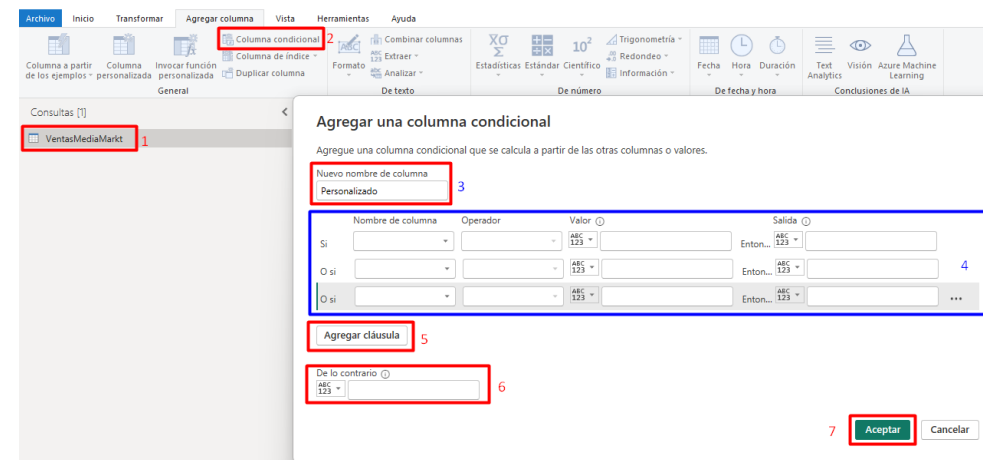 Archivo Inicio Transformar Agregar columna Vista Herramientas Ayuda
Columna a partir de los ejemplos
Columna personalizada
Invocar función personalizada
Columna condicional 2
Columna de índice
Duplicar columna
General
ABC
Formato
Combinar columnas
ABC 123 Extraer
Analizar
De texto
XΟ Σ
Estadísticas
Estándar
10²
Científico
Trigonometría
.00 Redondeo
Información
De número
Fecha
Hora
Duración
De fecha y hora
Text Analytics
Visión
Azure Machine Learning
Conclusiones de IA
Consultas [1]
VentasMediaMarkt 1
Agregar una columna condicional
Agregue una columna condicional que se calcula a partir de las otras columnas o valores.
Nuevo nombre de columna
Personalizado 3
Nombre de columna Operador Valor Salida
Si ABC 123 Enton... ABC 123
O si ABC 123 Enton... ABC 123 4
O si ABC 123 Enton... ABC 123 ...
Agregar cláusula 5
De lo contrario
ABC 123 6
7 Aceptar Cancelar